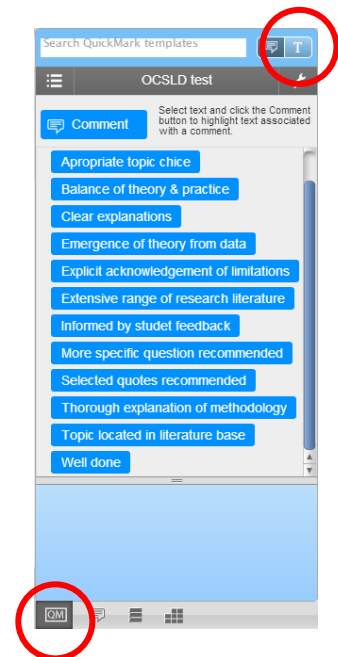 Search QuickMark templates
T
OCSLD test
Comment
Select text and click the Comment
button to highlight text associated
with a comment.
Apropriate topic chice
Balance of theory & practice
Clear explanations
Emergence of theory from data
Explicit acknowledgement of limitations
Extensive range of research literature
Informed by studet feedback
More specific question recommended
Selected quotes recommended
Thorough explanation of methodology
Topic located in literature base
Well done
QM